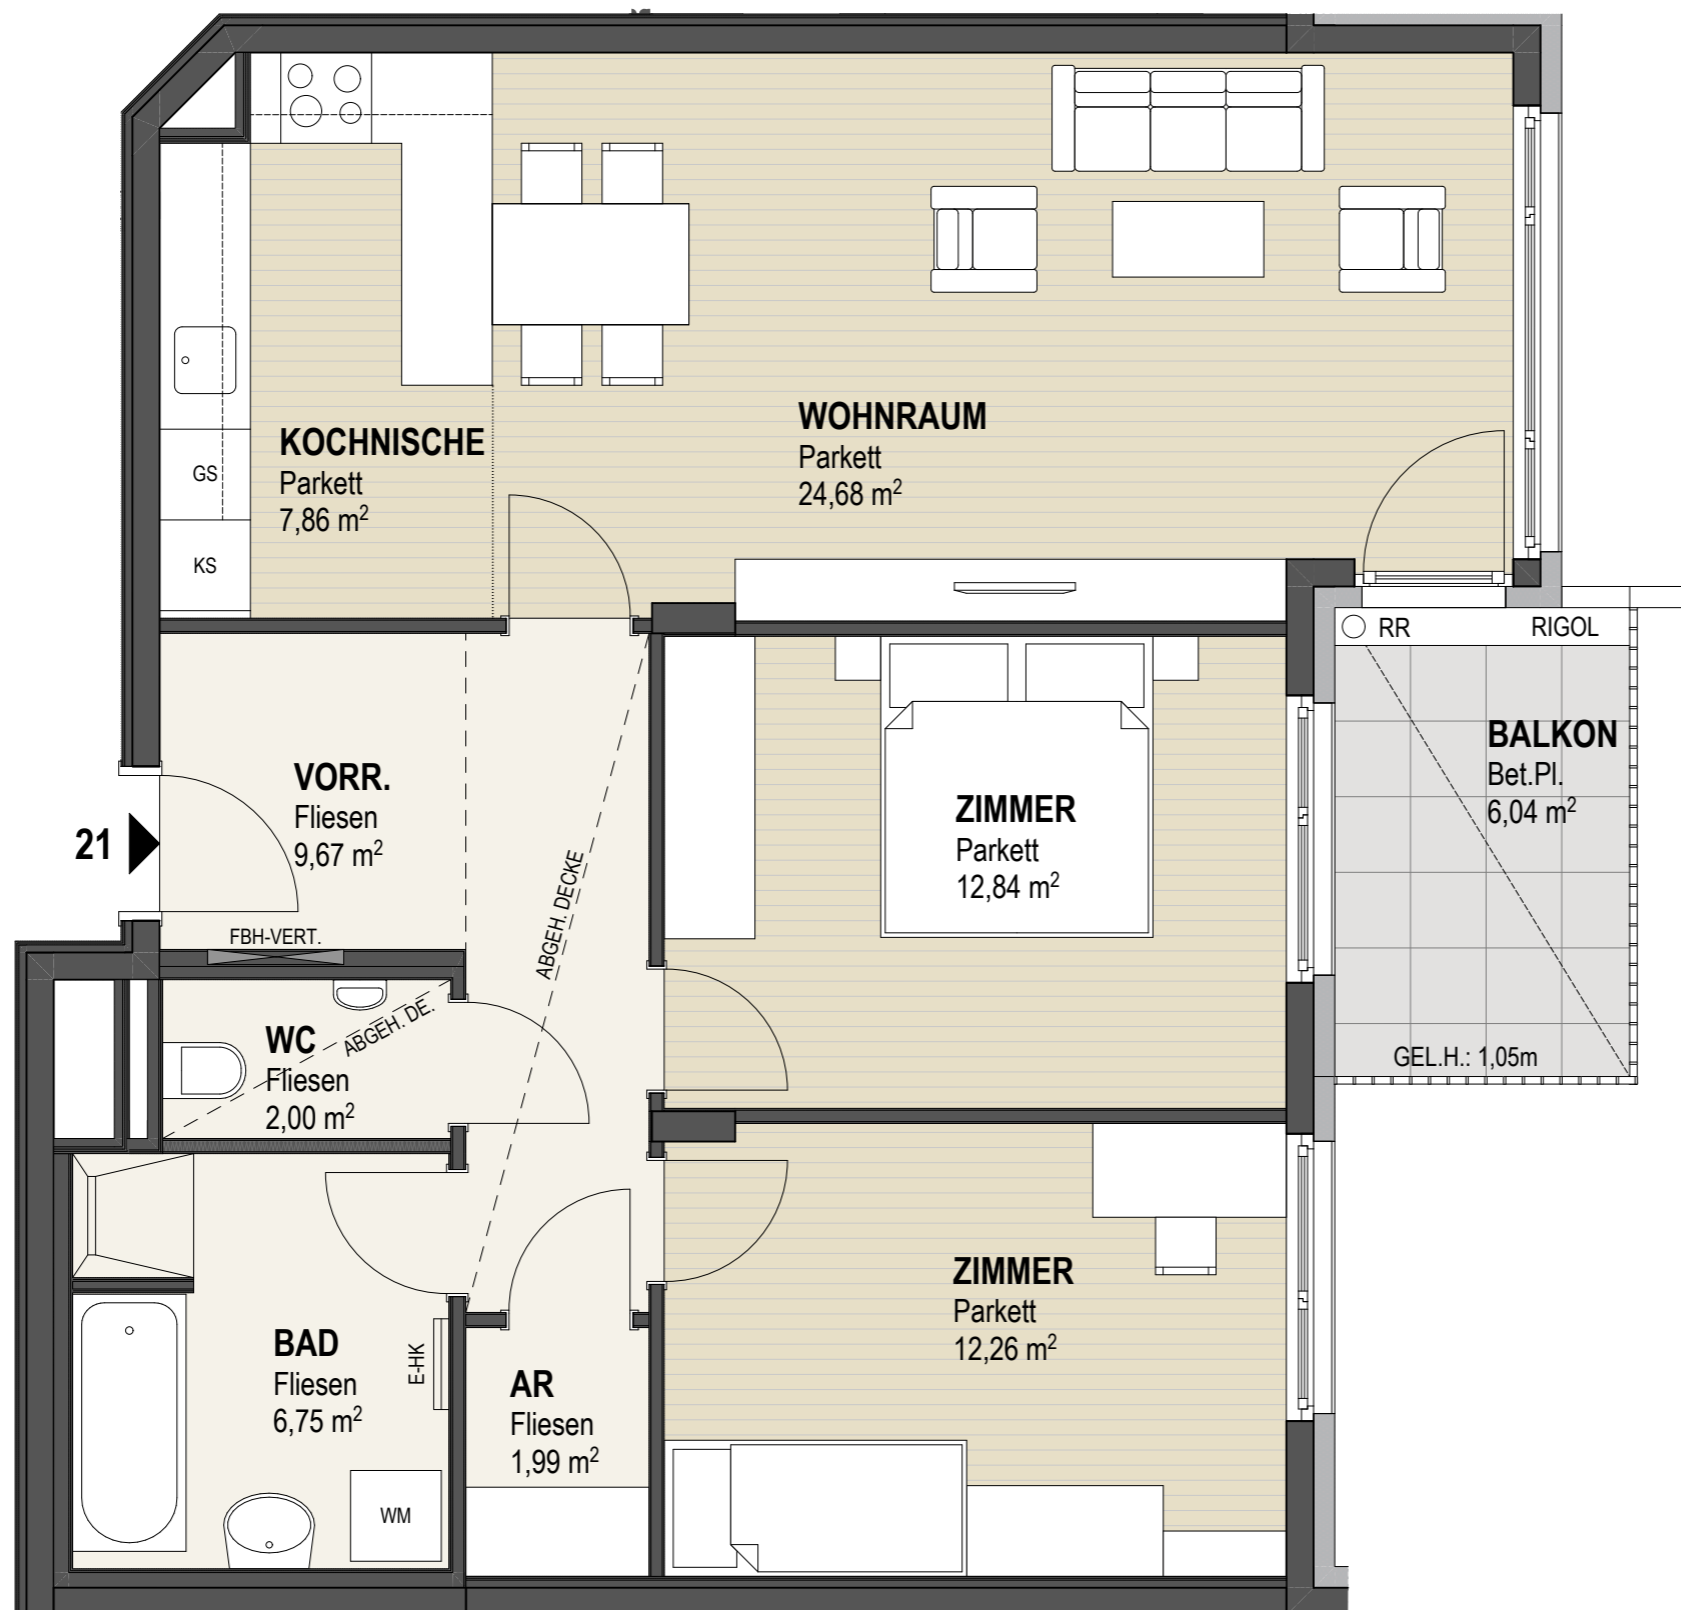 WOHNRAUM
Parkett
24,68 m²
KOCHNISCHE
Parkett
7,86 m²
GS
KS
RR
RIGOL
BALKON
Bet.Pl.
6,04 m²
GEL.H.: 1,05m
VORR.
Fliesen
9,67 m²
21
FBH-VERT.
ABGEH. DECKE
ZIMMER
Parkett
12,84 m²
WC
Fliesen
2,00 m²
ABGEH. DE.
ZIMMER
Parkett
12,26 m²
BAD
Fliesen
6,75 m²
E-HK
WM
AR
Fliesen
1,99 m²